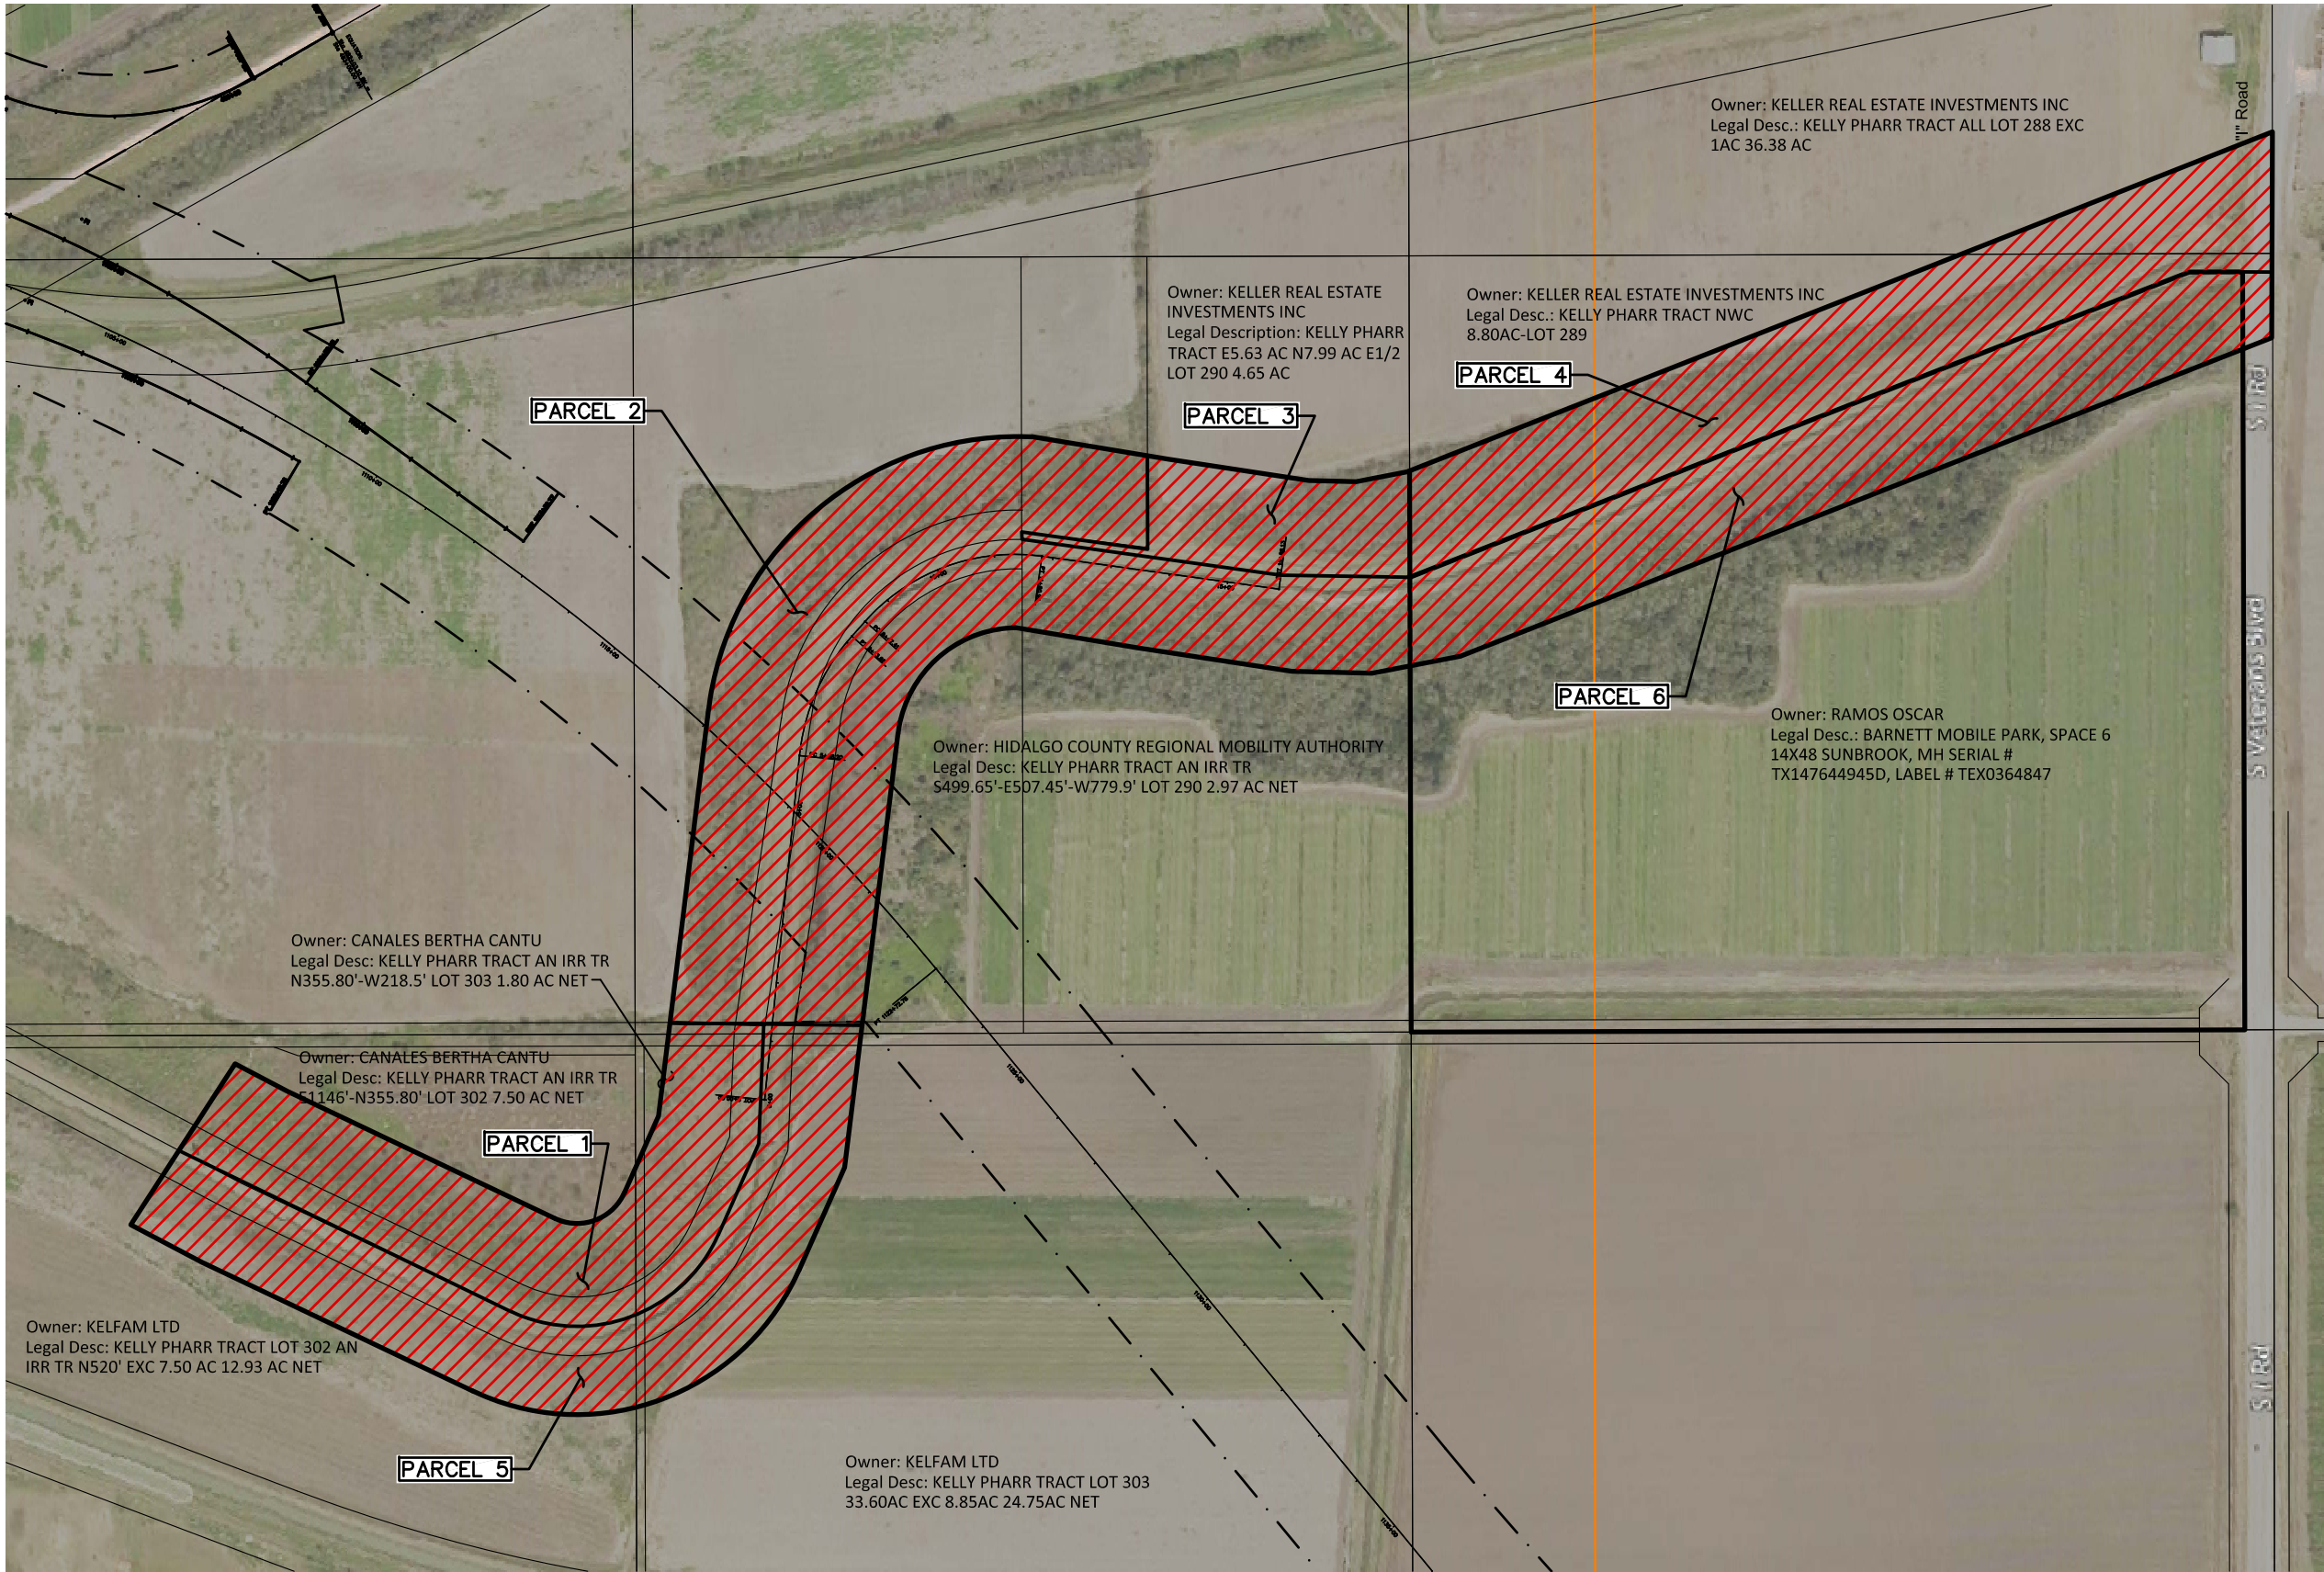 Owner: KELLER REAL ESTATE INVESTMENTS INC
Legal Desc.: KELLY PHARR TRACT ALL LOT 288 EXC
1AC 36.38 AC
"I" Road
Owner: KELLER REAL ESTATE
INVESTMENTS INC
Legal Description: KELLY PHARR
TRACT E5.63 AC N7.99 AC E1/2
LOT 290 4.65 AC
Owner: KELLER REAL ESTATE INVESTMENTS INC
Legal Desc.: KELLY PHARR TRACT NWC
8.80AC-LOT 289
PARCEL 4
PARCEL 2
PARCEL 3
S I Rd
PARCEL 6
S Veterans Blvd
Owner: RAMOS OSCAR
Legal Desc.: BARNETT MOBILE PARK, SPACE 6
14X48 SUNBROOK, MH SERIAL #
TX147644945D, LABEL # TEX0364847
Owner: HIDALGO COUNTY REGIONAL MOBILITY AUTHORITY
Legal Desc: KELLY PHARR TRACT AN IRR TR
S499.65'-E507.45'-W779.9' LOT 290 2.97 AC NET
Owner: CANALES BERTHA CANTU
Legal Desc: KELLY PHARR TRACT AN IRR TR
N355.80'-W218.5' LOT 303 1.80 AC NET
Owner: CANALES BERTHA CANTU
Legal Desc: KELLY PHARR TRACT AN IRR TR
E1146'-N355.80' LOT 302 7.50 AC NET
PARCEL 1
Owner: KELFAM LTD
Legal Desc: KELLY PHARR TRACT LOT 302 AN
IRR TR N520' EXC 7.50 AC 12.93 AC NET
S I Rd
PARCEL 5
Owner: KELFAM LTD
Legal Desc: KELLY PHARR TRACT LOT 303
33.60AC EXC 8.85AC 24.75AC NET